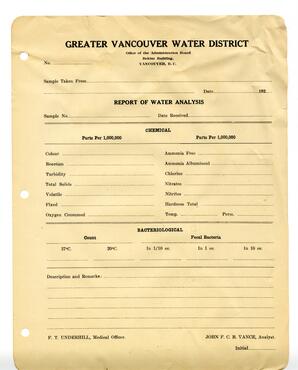 GREATER VANCOUVER WATER DISTRICT
Office of the Administration Board
Bekins Building,
VANCOUVER, B. C.
No.
Sample Taken From
Date 192
REPORT OF WATER ANALYSIS
Sample No. Date Received
CHEMICAL
Parts Per 1,000,000 Parts Per 1,000,000
Colour Ammonia Free
Reaction Ammonia Albuminoid
Turbidity Chlorine
Total Solids Nitrates
Volatile Nitrites
Fixed Hardness Total
Oxygen Consumed Temp. Perm.
BACTERIOLOGICAL
Count Fecal Bacteria
37°C. 20°C. In 1/10 cc. In 1 cc. In 10 cc.
Description and Remarks:
F. T. UNDERHILL, Medical Officer. JOHN F. C. B. VANCE, Analyst.
Initial